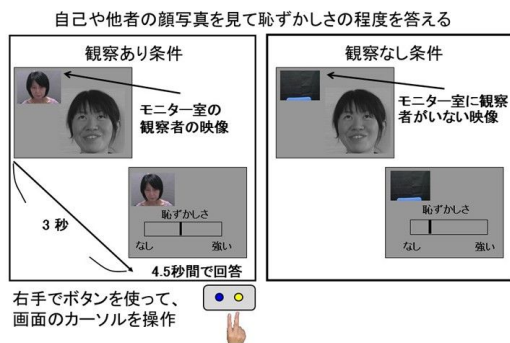 自己や他者の顔写真を見て恥ずかしさの程度を答える
観察あり条件
モニター室の
観察者の映像
恥ずかしさ
なし 強い
3 秒
4.5秒間で回答
観察なし条件
モニター室に観察
者がいない映像
恥ずかしさ
なし 強い
右手でボタンを使って、
画面のカーソルを操作